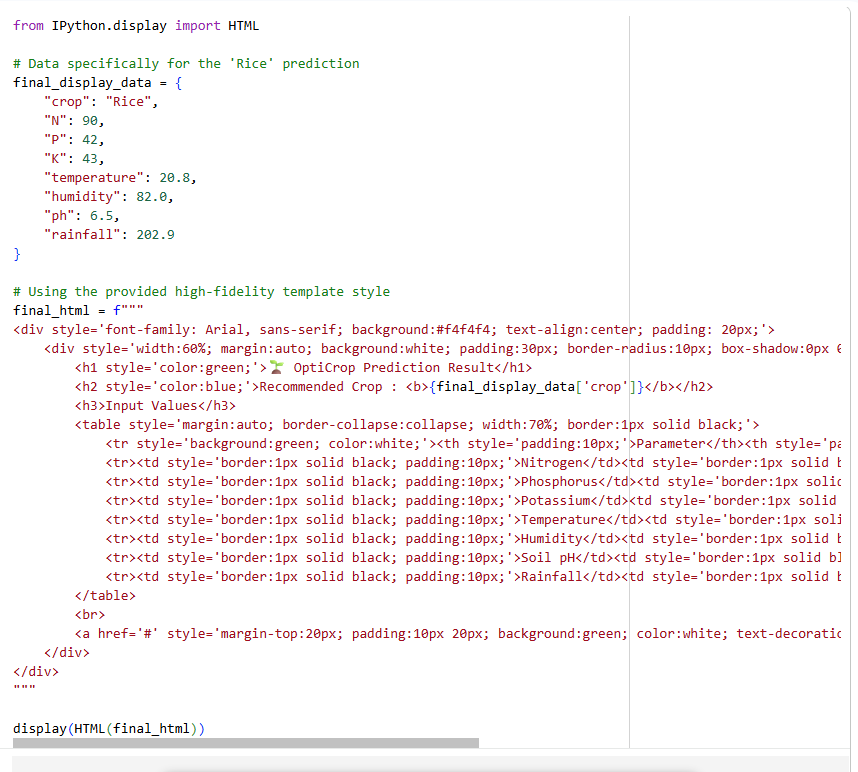 from IPython.display import HTML

# Data specifically for the 'Rice' prediction
final_display_data = {
    "crop": "Rice",
    "N": 90,
    "P": 42,
    "K": 43,
    "temperature": 20.8,
    "humidity": 82.0,
    "ph": 6.5,
    "rainfall": 202.9
}

# Using the provided high-fidelity template style
final_html = f"""
<div style='font-family: Arial, sans-serif; background:#f4f4f4; text-align:center; padding: 20px;'>
    <div style='width:60%; margin:auto; background:white; padding:30px; border-radius:10px; box-shadow:0px 0
        <h1 style='color:green;'>🌱 OptiCrop Prediction Result</h1>
        <h2 style='color:blue;'>Recommended Crop : <b>{final_display_data['crop']}</b></h2>
        <h3>Input Values</h3>
        <table style='margin:auto; border-collapse:collapse; width:70%; border:1px solid black;'>
            <tr style='background:green; color:white;'><th style='padding:10px;'>Parameter</th><th style='pa
            <tr><td style='border:1px solid black; padding:10px;'>Nitrogen</td><td style='border:1px solid b
            <tr><td style='border:1px solid black; padding:10px;'>Phosphorus</td><td style='border:1px solid
            <tr><td style='border:1px solid black; padding:10px;'>Potassium</td><td style='border:1px solid
            <tr><td style='border:1px solid black; padding:10px;'>Temperature</td><td style='border:1px soli
            <tr><td style='border:1px solid black; padding:10px;'>Humidity</td><td style='border:1px solid b
            <tr><td style='border:1px solid black; padding:10px;'>Soil pH</td><td style='border:1px solid bl
            <tr><td style='border:1px solid black; padding:10px;'>Rainfall</td><td style='border:1px solid b
        </table>
        <br>
        <a href='#' style='margin-top:20px; padding:10px 20px; background:green; color:white; text-decoratio
    </div>
</div>
"""

display(HTML(final_html))